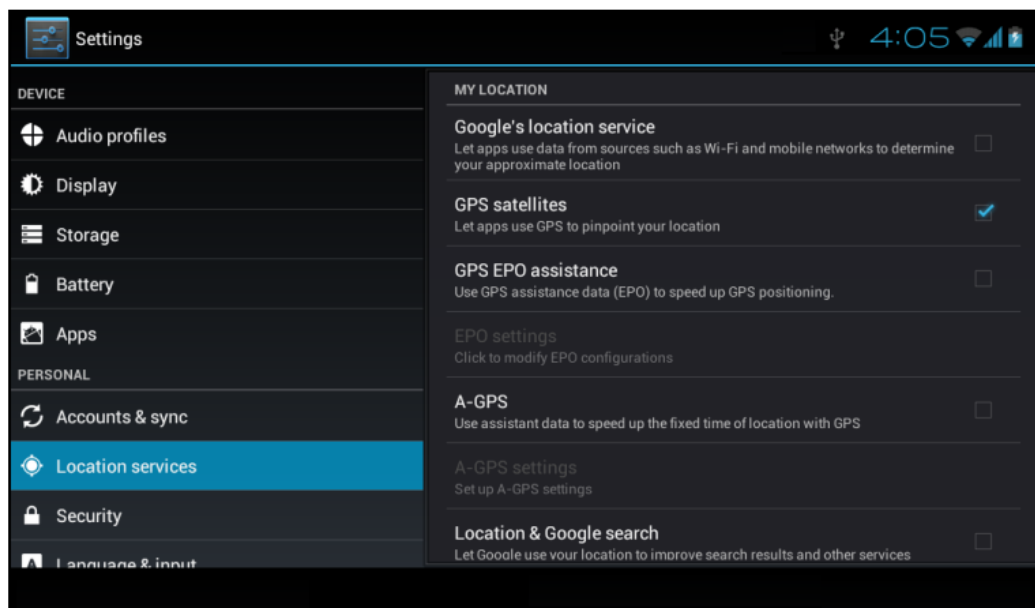 Settings
4:05
DEVICE
Audio profiles
Display
Storage
Battery
Apps
PERSONAL
Accounts & sync
Location services
Security
A Language & input
MY LOCATION
Google's location service
Let apps use data from sources such as Wi-Fi and mobile networks to determine
your approximate location
GPS satellites
Let apps use GPS to pinpoint your location
GPS EPO assistance
Use GPS assistance data (EPO) to speed up GPS positioning.
EPO settings
Click to modify EPO configurations
A-GPS
Use assistant data to speed up the fixed time of location with GPS
A-GPS settings
Set up A-GPS settings
Location & Google search
Let Google use your location to improve search results and other services